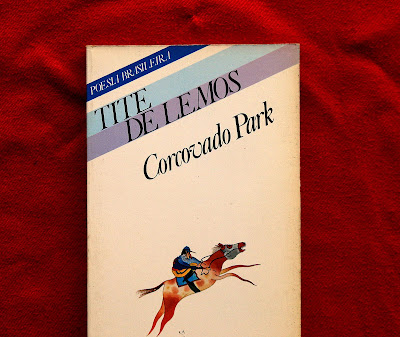 POESIA BRASILEIRA
TITE
DE LEMOS
Corcovado Park